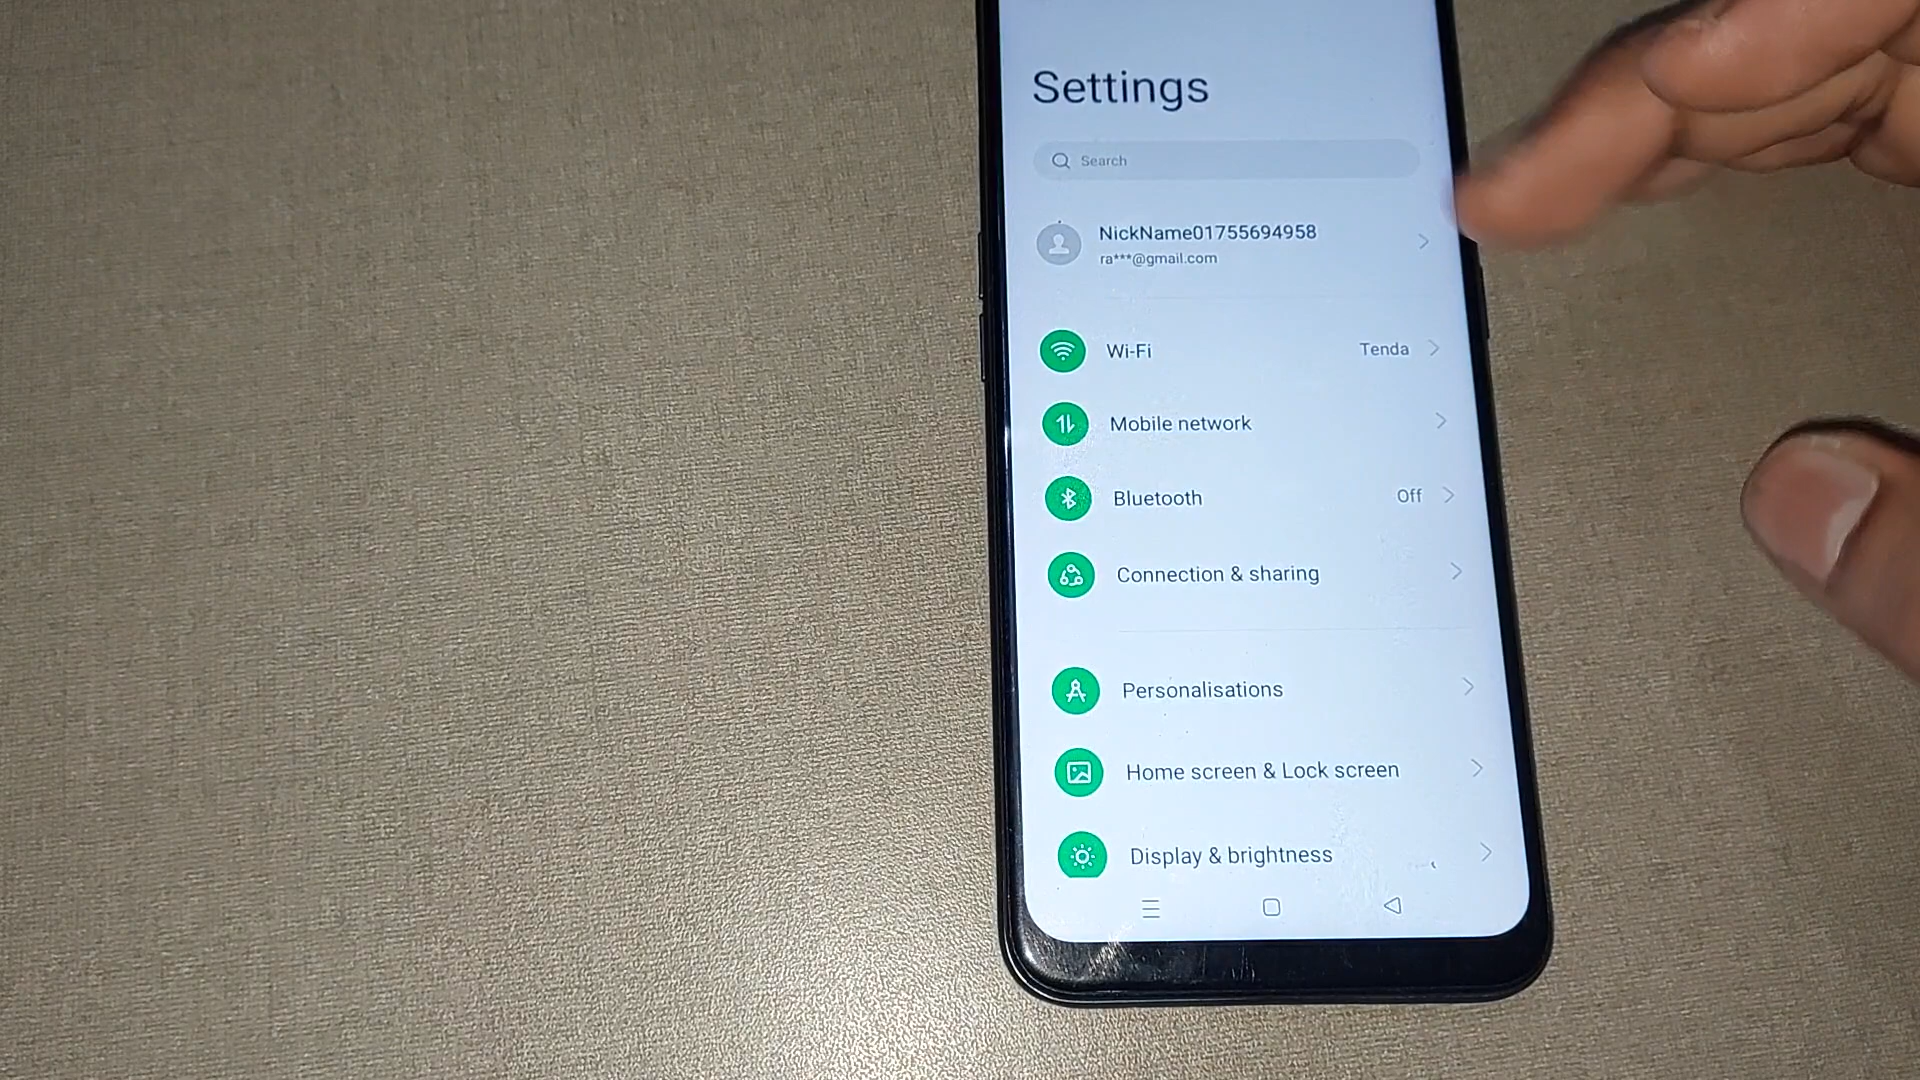 Settings
Search
NickName01755694958
ra***@gmail.com
Wi-Fi Tenda
Mobile network
Bluetooth Off
Connection & sharing
Personalisations
Home screen & Lock screen
Display & brightness